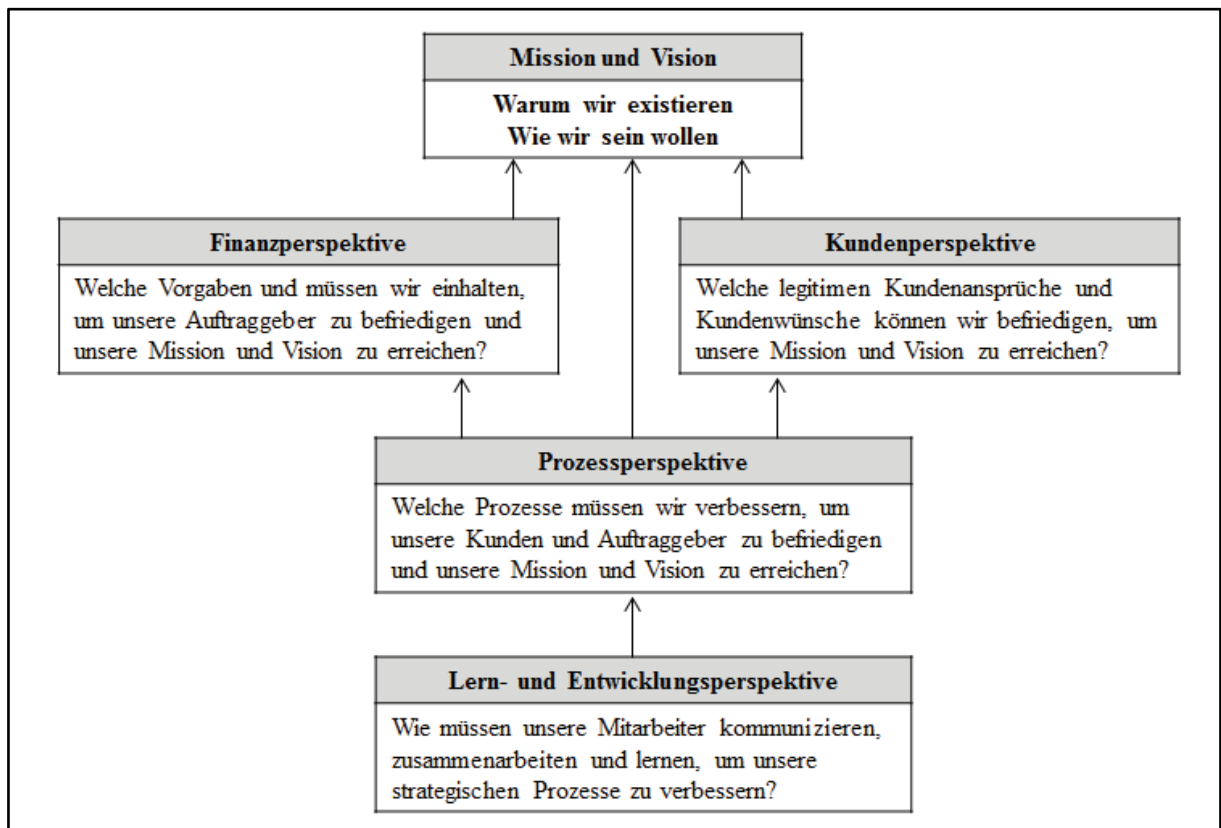 Mission und Vision
Warum wir existieren
Wie wir sein wollen
Finanzperspektive
Welche Vorgaben und müssen wir einhalten,
um unsere Auftraggeber zu befriedigen und
unsere Mission und Vision zu erreichen?
Kundenperspektive
Welche legitimen Kundenansprüche und
Kundenwünsche können wir befriedigen, um
unsere Mission und Vision zu erreichen?
Prozessperspektive
Welche Prozesse müssen wir verbessern, um
unsere Kunden und Auftraggeber zu befriedigen
und unsere Mission und Vision zu erreichen?
Lern- und Entwicklungsperspektive
Wie müssen unsere Mitarbeiter kommunizieren,
zusammenarbeiten und lernen, um unsere
strategischen Prozesse zu verbessern?